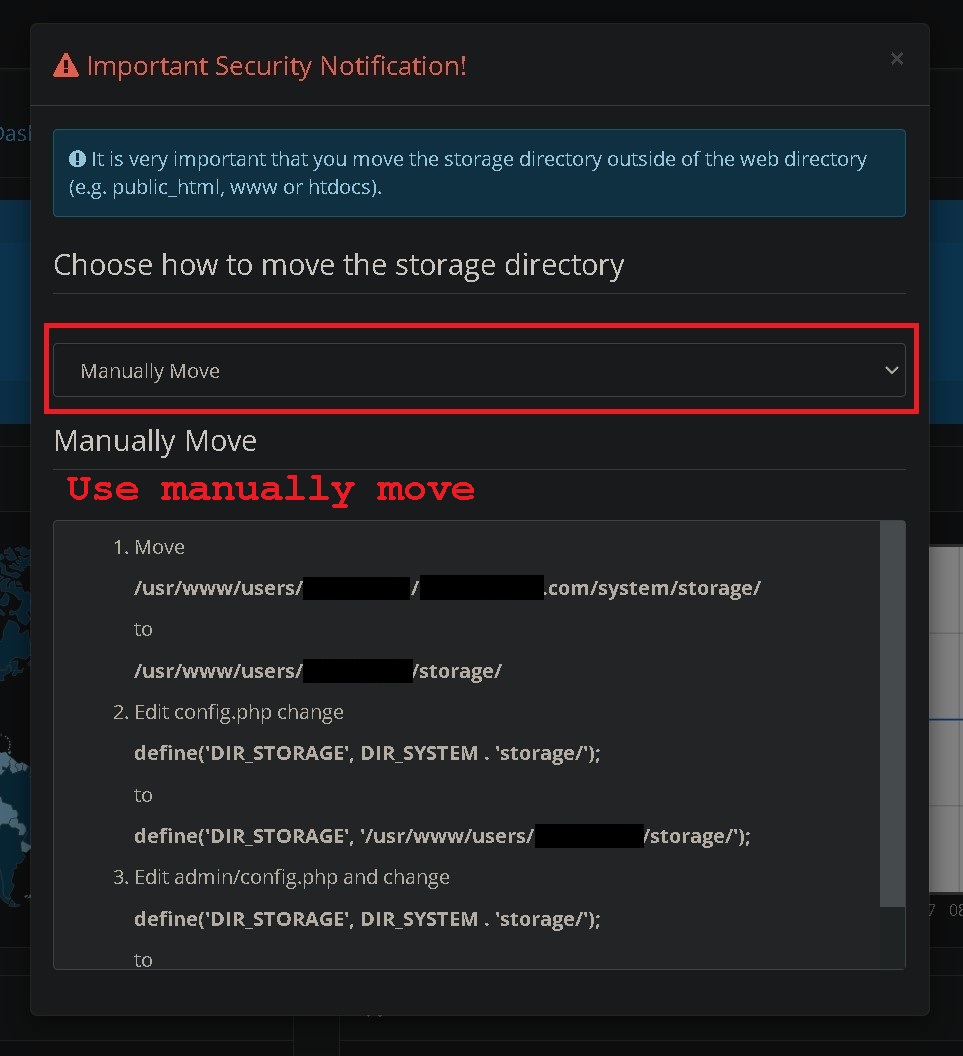 Important Security Notification!
×
Dash
It is very important that you move the storage directory outside of the web directory
(e.g. public_html, www or htdocs).
Choose how to move the storage directory
Manually Move
Manually Move
Use manually move
1. Move
/usr/www/users/ / .com/system/storage/
to
/usr/www/users/ /storage/
2. Edit config.php change
define('DIR_STORAGE', DIR_SYSTEM . 'storage/');
to
define('DIR_STORAGE', '/usr/www/users/ /storage/');
3. Edit admin/config.php and change
7 08
define('DIR_STORAGE', DIR_SYSTEM . 'storage/');
to